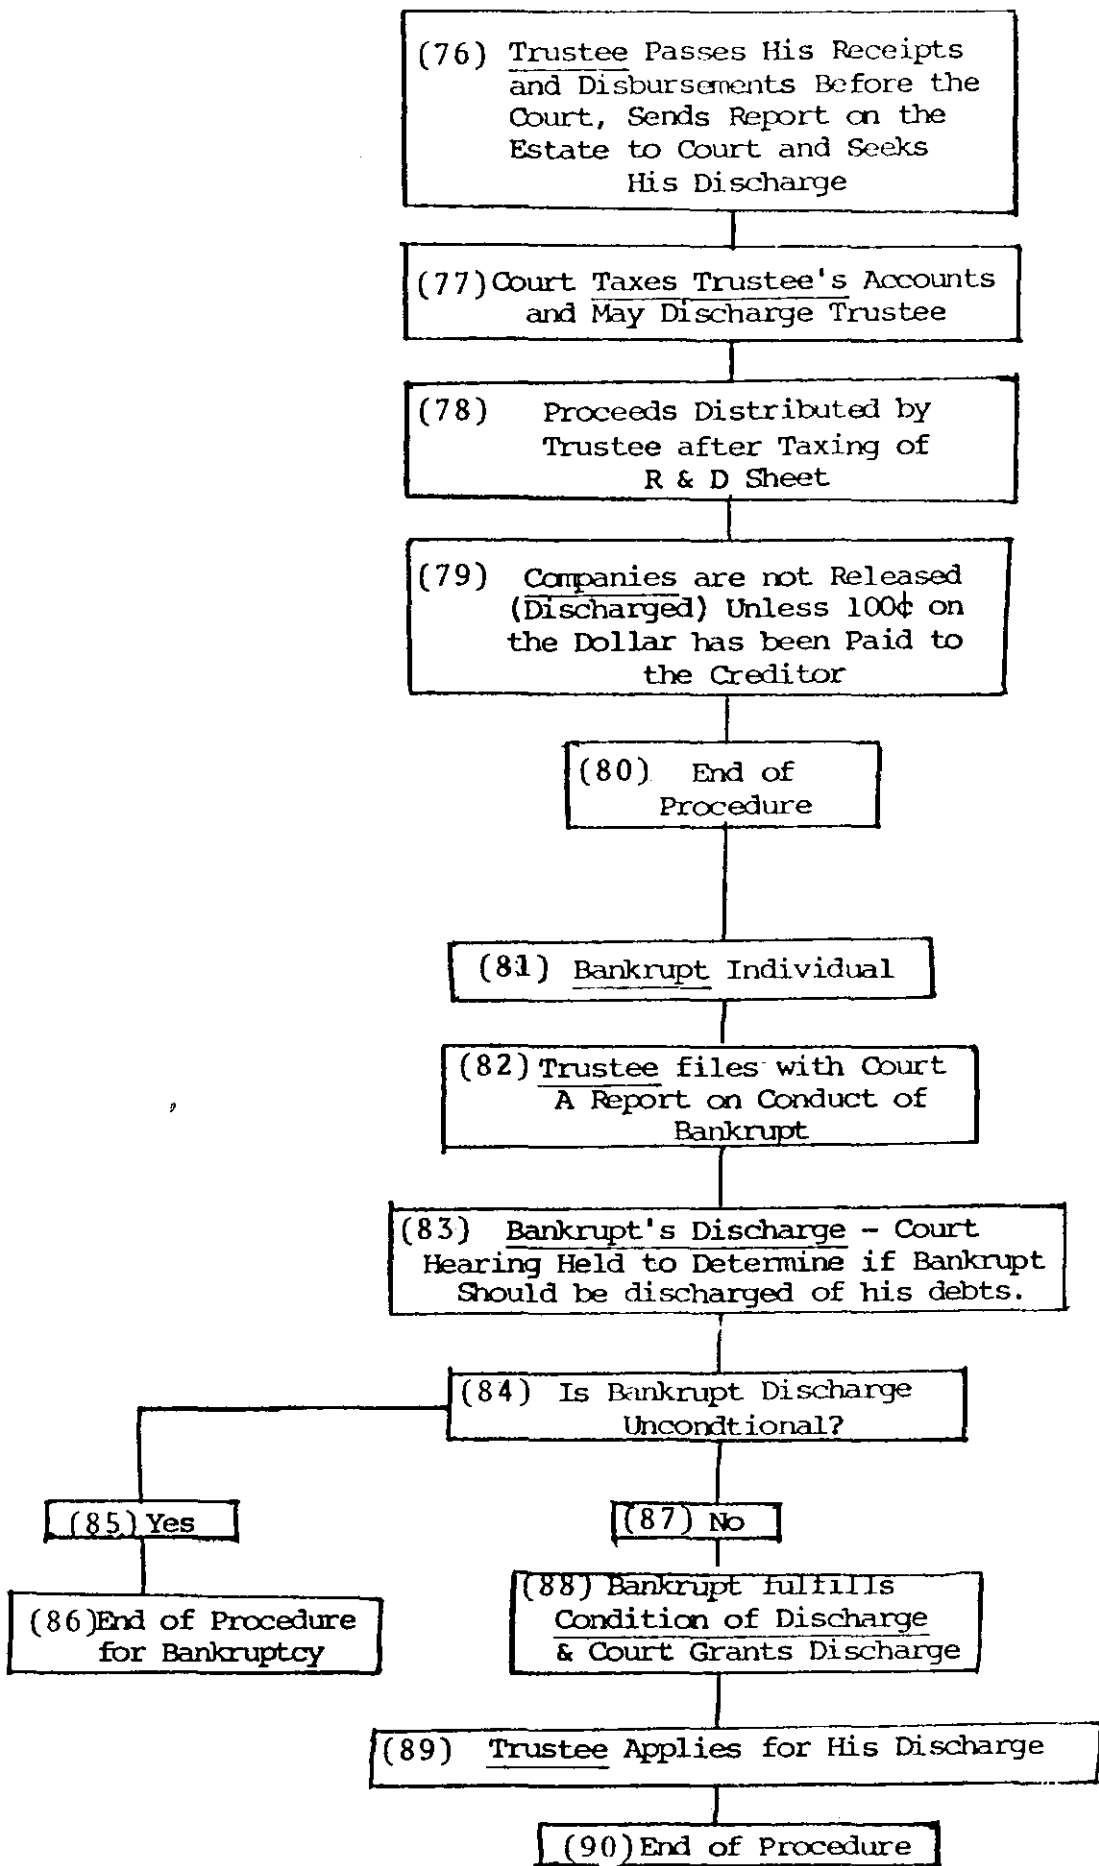 (76) Trustee Passes His Receipts
and Disbursements Before the
Court, Sends Report on the
Estate to Court and Seeks
His Discharge
(77) Court Taxes Trustee's Accounts
and May Discharge Trustee
(78) Proceeds Distributed by
Trustee after Taxing of
R & D Sheet
(79) Companies are not Released
(Discharged) Unless 100¢ on
the Dollar has been Paid to
the Creditor
(80) End of
Procedure
(81) Bankrupt Individual
(82) Trustee files with Court
A Report on Conduct of
Bankrupt
(83) Bankrupt's Discharge - Court
Hearing Held to Determine if Bankrupt
Should be discharged of his debts.
(84) Is Bankrupt Discharge
Uncondtional?
(85) Yes
(87) No
(86) End of Procedure
for Bankruptcy
(88) Bankrupt fulfills
Condition of Discharge
& Court Grants Discharge
(89) Trustee Applies for His Discharge
(90) End of Procedure